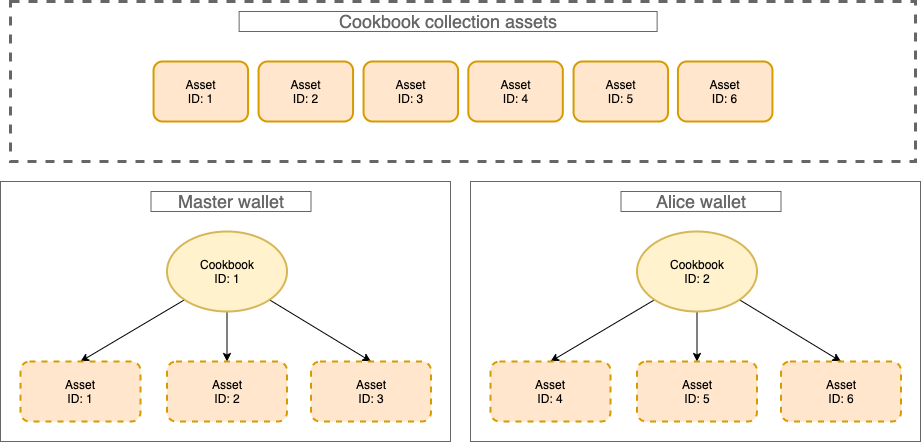 Cookbook collection assets
Asset
ID: 1
Asset
ID: 2
Asset
ID: 3
Asset
ID: 4
Asset
ID: 5
Asset
ID: 6
Master wallet
Cookbook
ID: 1
Asset
ID: 1
Asset
ID: 2
Asset
ID: 3
Alice wallet
Cookbook
ID: 2
Asset
ID: 4
Asset
ID: 5
Asset
ID: 6